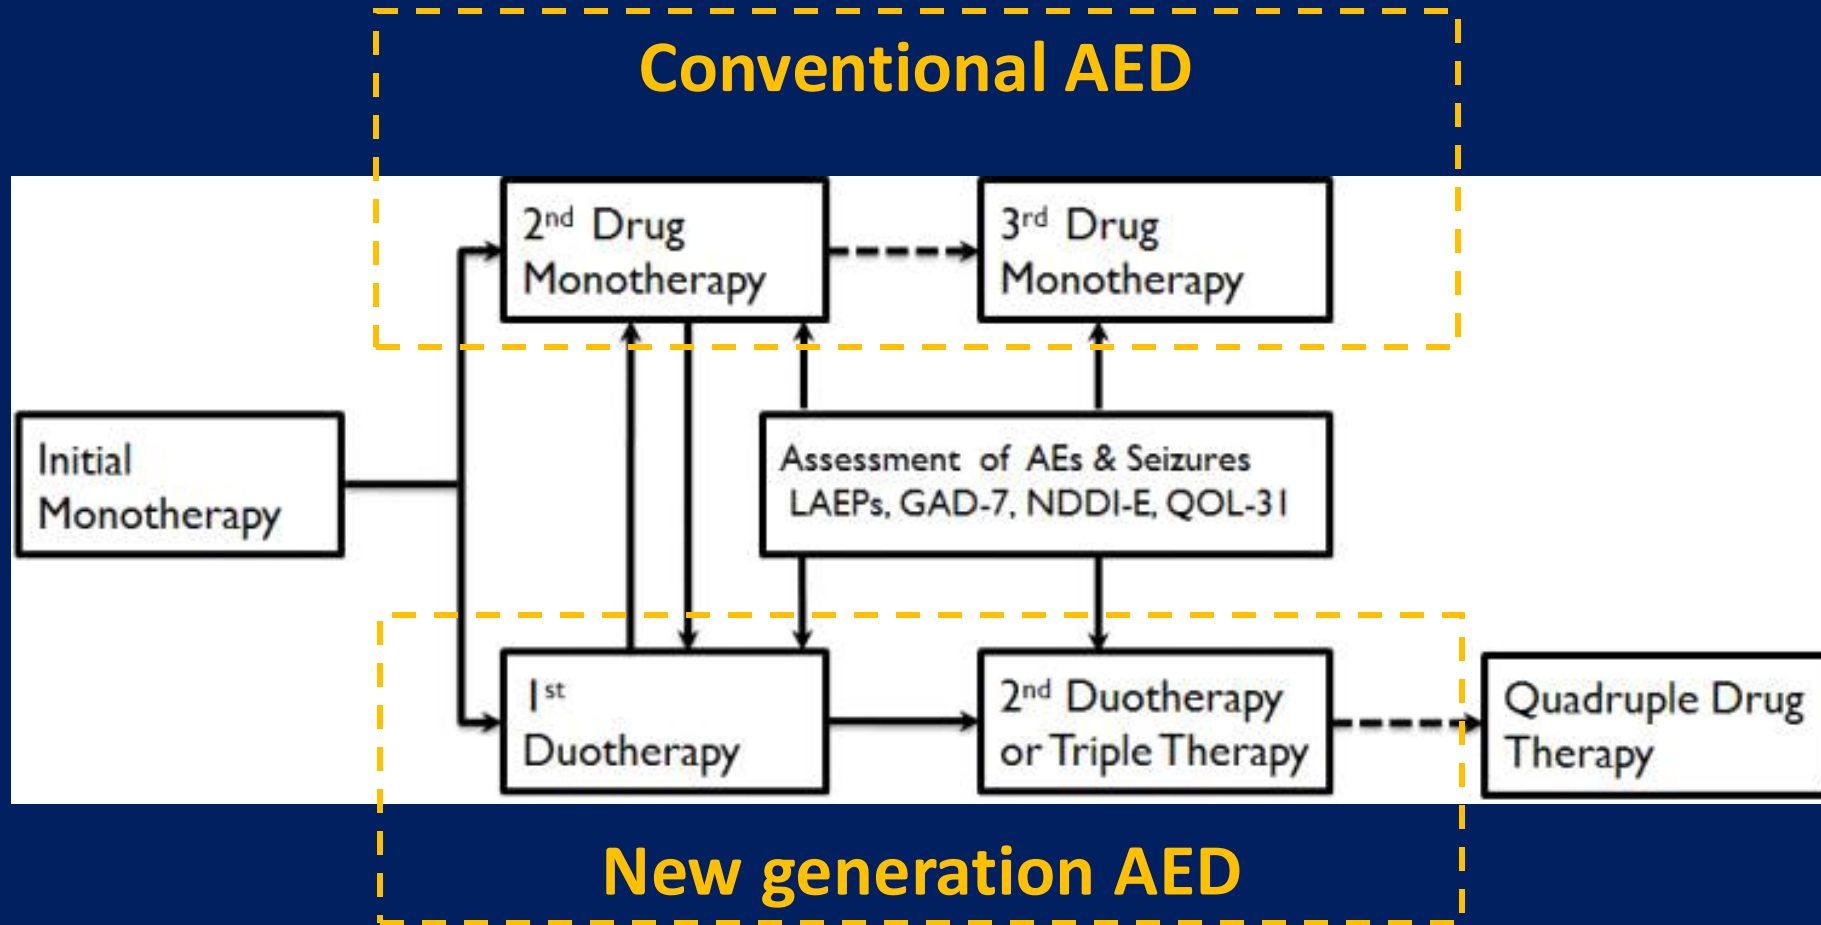 Conventional AED
2nd Drug
Monotherapy
3rd Drug
Monotherapy
Initial
Monotherapy
Assessment of AEs & Seizures
LAEPs, GAD-7, NDDI-E, QOL-31
1st
Duotherapy
2nd Duotherapy
or Triple Therapy
Quadruple Drug
Therapy
New generation AED